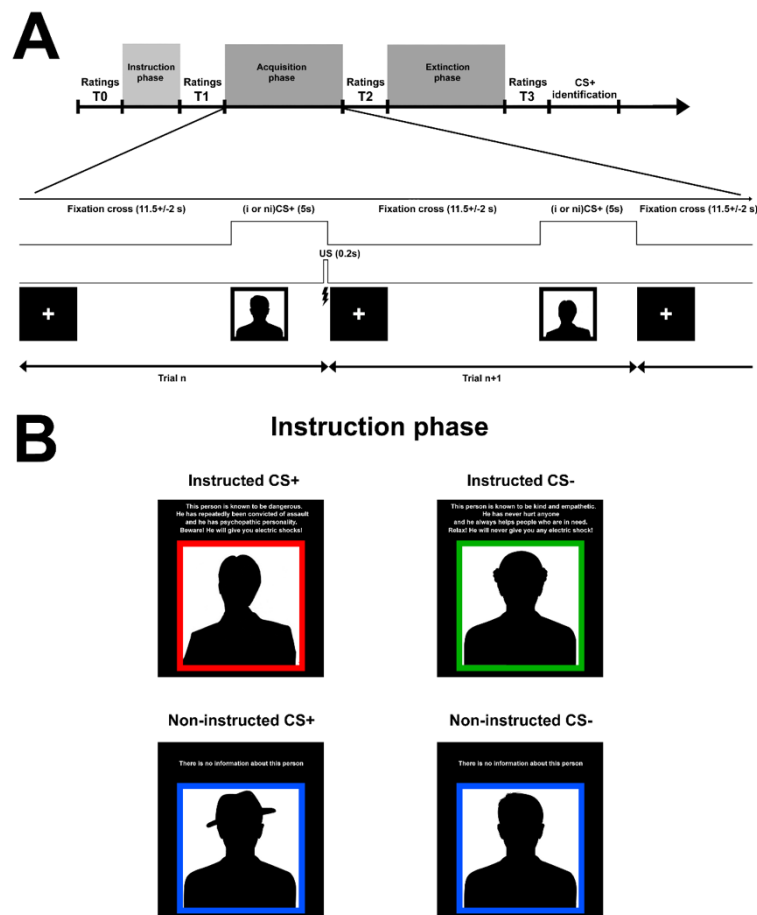 A
Instruction
phase
Acquisition
phase
Extinction
phase
Ratings
T0
Ratings
T1
Ratings
T2
Ratings
T3
CS+
identification
Fixation cross (11.5+/-2 s)
(i or ni)CS+ (5s)
Fixation cross (11.5+/-2 s)
(i or ni)CS+ (5s)
Fixation cross (11.5+/-2 s)
US (0.2s)
Trial n
Trial n+1
B
Instruction phase
Instructed CS+
Instructed CS-
This person is known to be dangerous.
He has repeatedly been convicted of assault
and he has psychopathic personality.
Beware! He will give you electric shocks!
This person is known to be kind and empathetic.
He has never hurt anyone
and he always helps people who are in need.
Relax! He will never give you any electric shock!
Non-instructed CS+
Non-instructed CS-
There is no information about this person
There is no information about this person